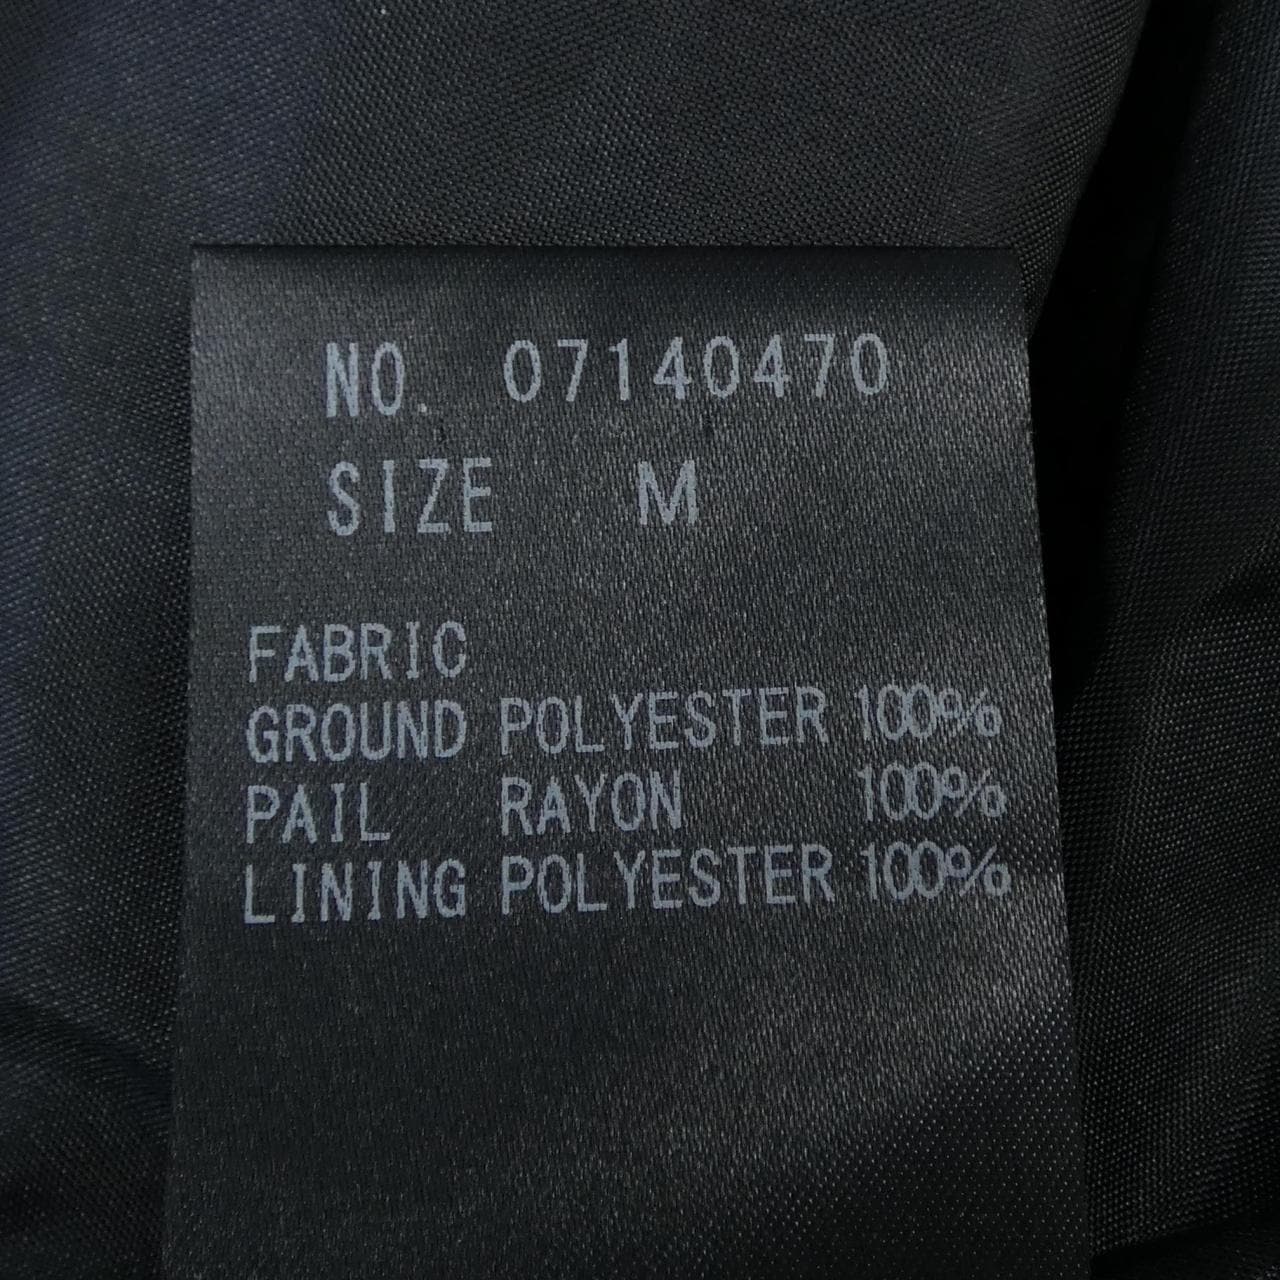 NO. 07140470
SIZE M
FABRIC
GROUND POLYESTER 100%
PAIL RAYON 100%
LINING POLYESTER 100%